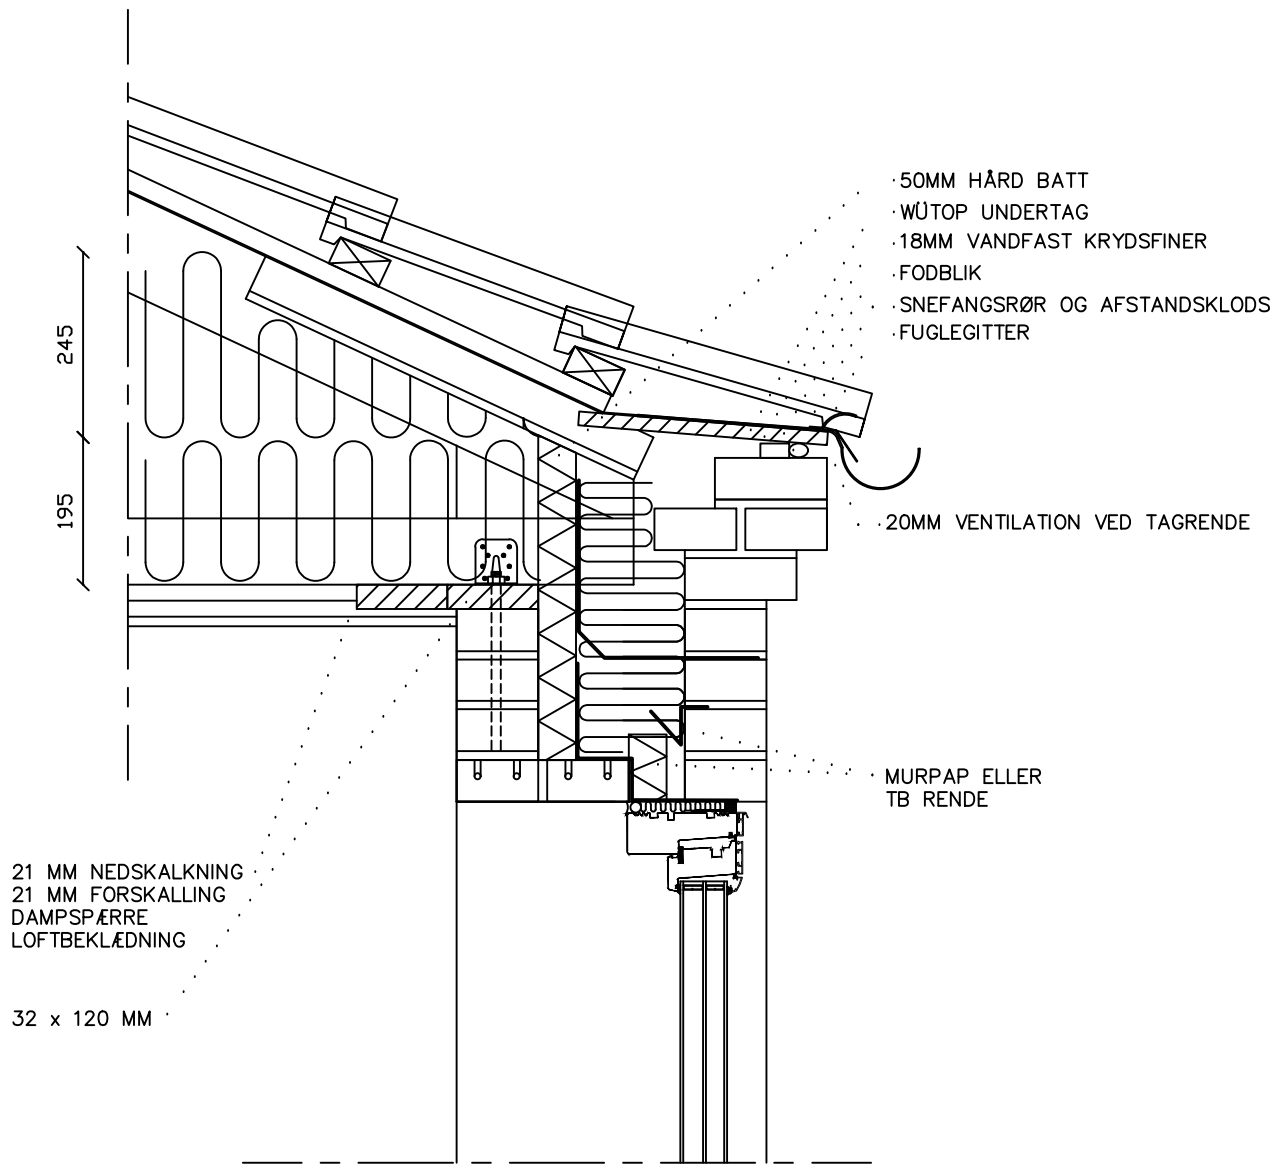 50MM HÅRD BATT
WÜTOP UNDERTAG
18MM VANDFAST KRYDSFINER
FODBLIK
SNEFANGSRØR OG AFSTANDSKLODS
FUGLEGITTER
245
195
20MM VENTILATION VED TAGRENDE
MURPAP ELLER
TB RENDE
21 MM NEDSKALKNING
21 MM FORSKALLING
DAMPSPÆRRE
LOFTBEKLÆDNING
32 x 120 MM